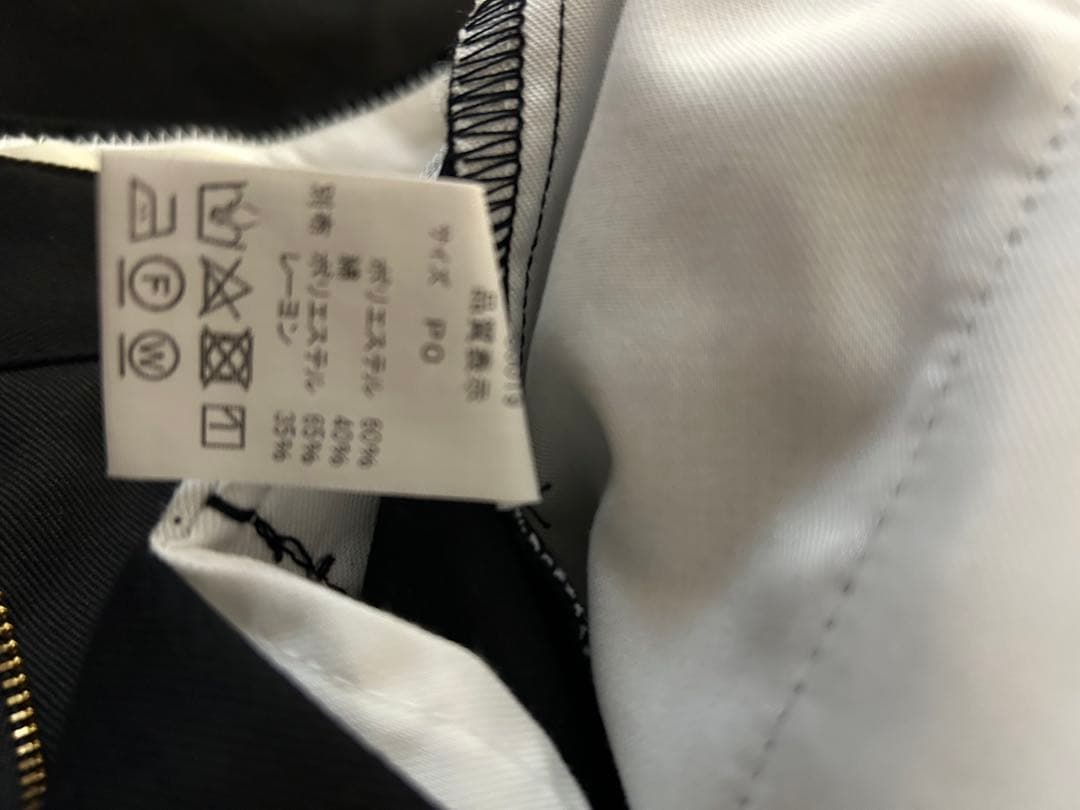 品質表示
サイズ PO
ポリエステル 60%
綿 40%
別布 ポリエステル 65%
レーヨン 35%
F
W